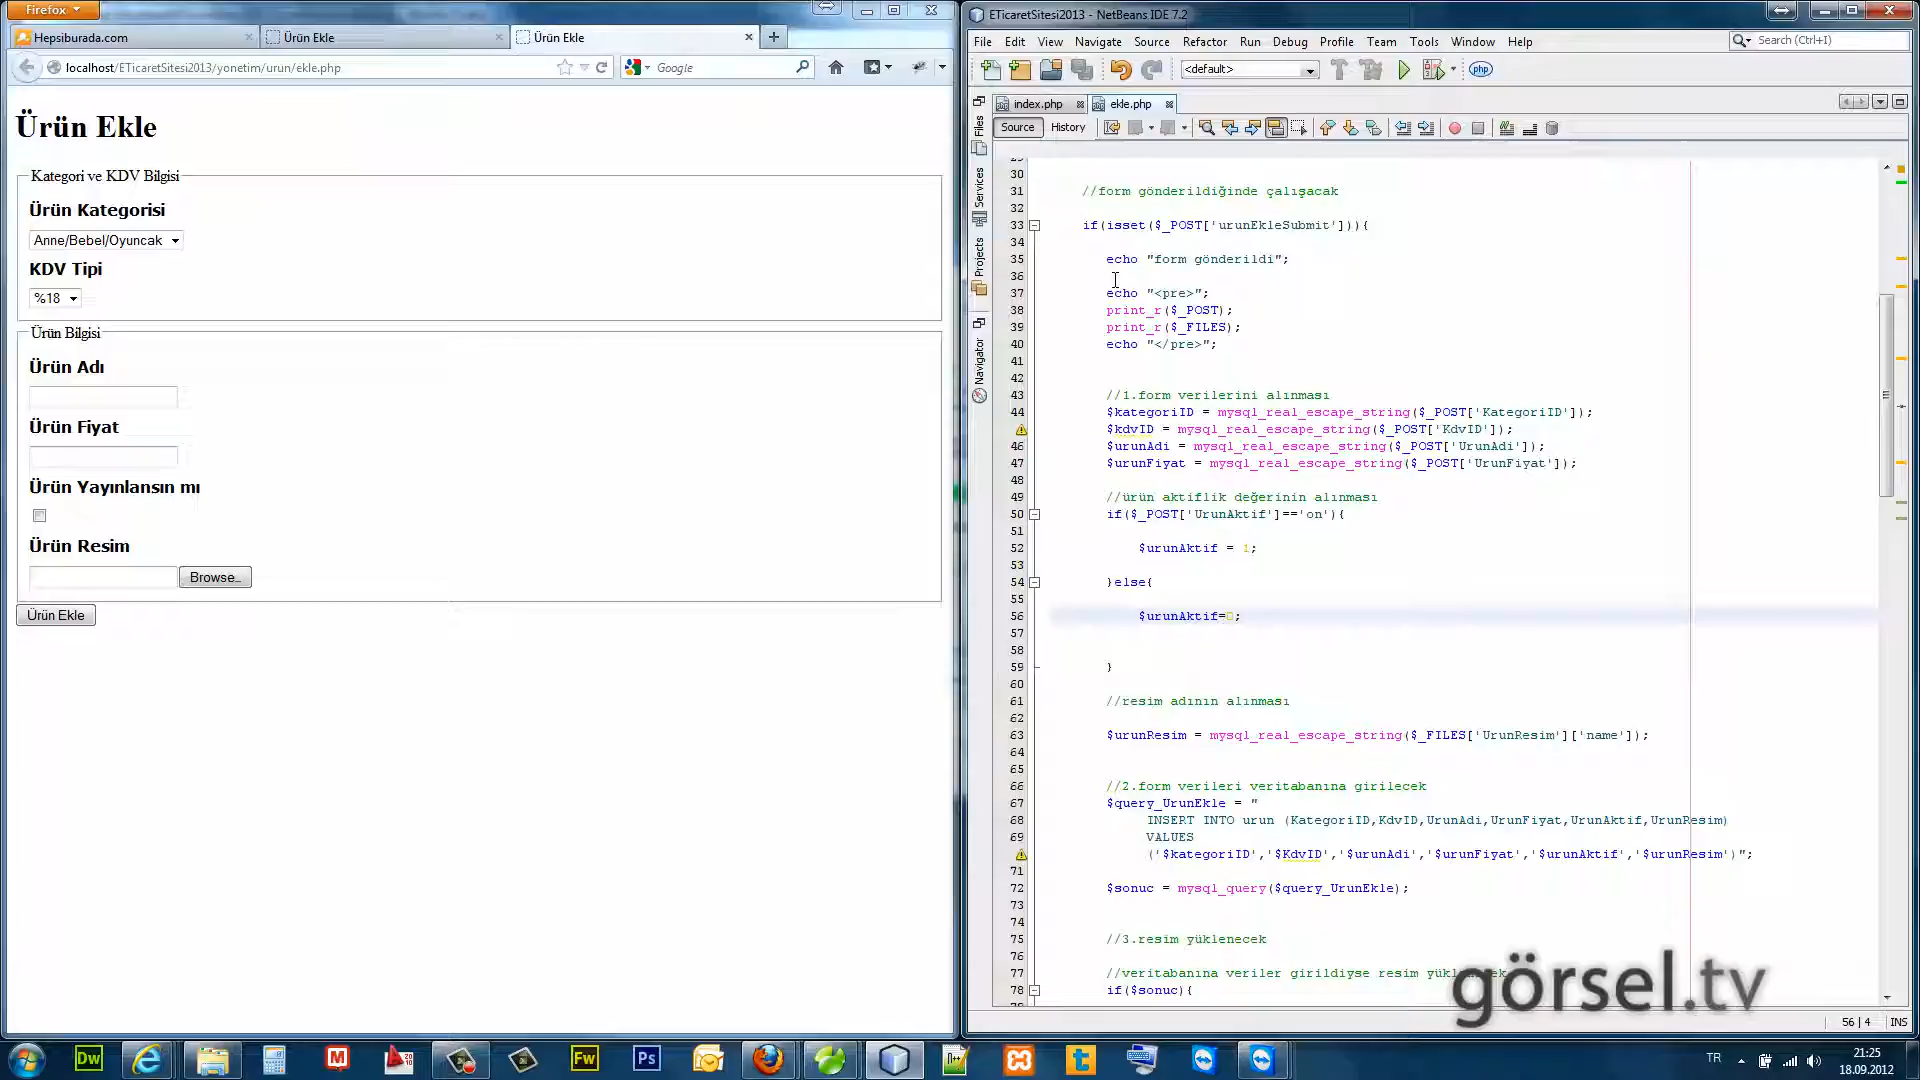 Firefox
Hepsiburada.com
Ürün Ekle
Ürün Ekle
localhost/ETicaretSitesi2013/yonetim/urun/ekle.php
Google
Ürün Ekle
Kategori ve KDV Bilgisi
Ürün Kategorisi
Anne/Bebel/Oyuncak
KDV Tipi
%18
Ürün Bilgisi
Ürün Adı
Ürün Fiyat
Ürün Yayınlansın mı
Ürün Resim
Browse...
Ürün Ekle
ETicaretSitesi2013 - NetBeans IDE 7.2
File Edit View Navigate Source Refactor Run Debug Profile Team Tools Window Help
Search (Ctrl+I)
<default>
php
index.php
ekle.php
Source History
Files
Services
Projects
Navigator
30
31 //form gönderildiğinde çalışacak
32
33 if(isset($_POST['urunEkleSubmit'])){
34
35 echo "form gönderildi";
36
37 echo "<pre>";
38 print_r($_POST);
39 print_r($_FILES);
40 echo "</pre>";
41
42
43 //1.form verilerini alınması
44 $kategoriID = mysql_real_escape_string($_POST['KategoriID']);
$kdvID = mysql_real_escape_string($_POST['KdvID']);
46 $urunAdi = mysql_real_escape_string($_POST['UrunAdi']);
47 $urunFiyat = mysql_real_escape_string($_POST['UrunFiyat']);
48
49 //ürün aktiflik değerinin alınması
50 if($_POST['UrunAktif']=='on'){
51
52 $urunAktif = 1;
53
54 }else{
55
56 $urunAktif=0;
57
58
59 }
60
61 //resim adının alınması
62
63 $urunResim = mysql_real_escape_string($_FILES['UrunResim']['name']);
64
65
66 //2.form verileri veritabanına girilecek
67 $query_UrunEkle = "
68 INSERT INTO urun (KategoriID,KdvID,UrunAdi,UrunFiyat,UrunAktif,UrunResim)
69 VALUES
('$kategoriID','$KdvID','$urunAdi','$urunFiyat','$urunAktif','$urunResim')";
71
72 $sonuc = mysql_query($query_UrunEkle);
73
74
75 //3.resim yüklenecek
76
77 //veritabanına veriler girildiyse resim
78 if($sonuc){
görsel.tv
56 | 4 INS
Dw
Fw
Ps
TR
21:25
18.09.2012